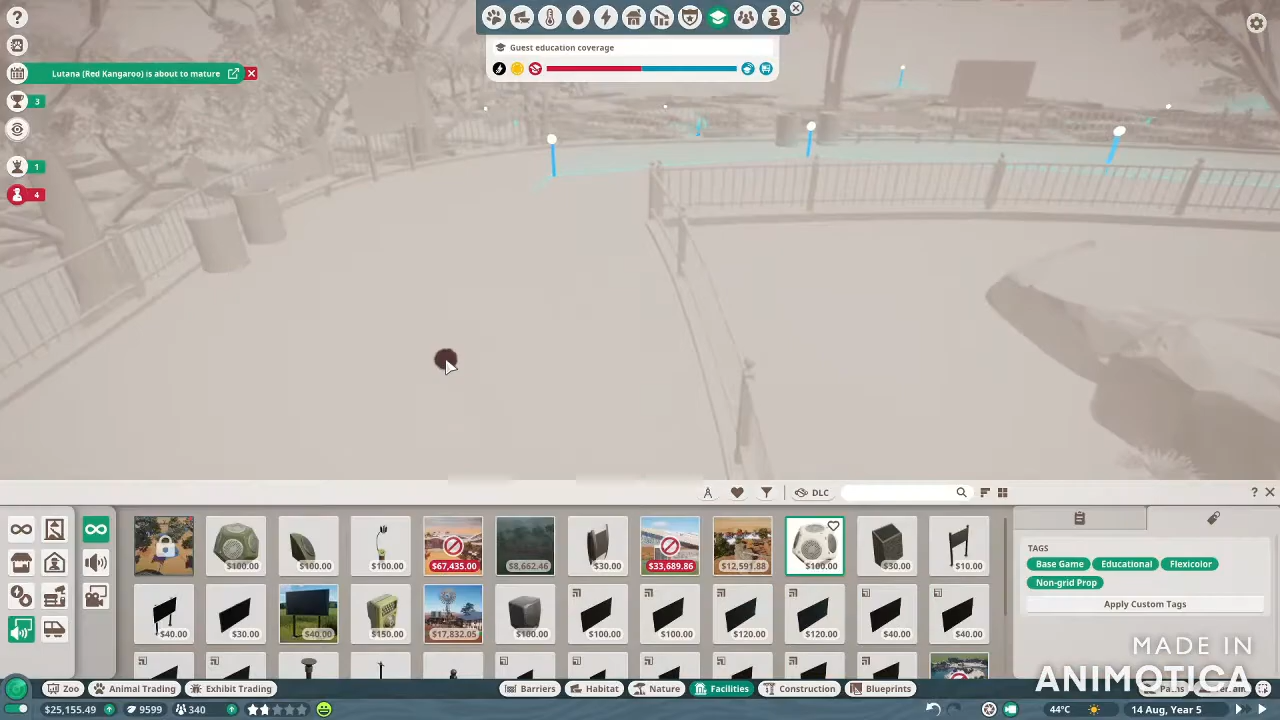 Guest education coverage
Lutana (Red Kangaroo) is about to mature
3
1
4
DLC
$100.00
$100.00
$100.00
$67,435.00
$8,662.46
$30.00
$33,689.86
$12,591.88
$100.00
$30.00
$10.00
$40.00
$30.00
$40.00
$150.00
$17,832.05
$100.00
$100.00
$100.00
$120.00
$120.00
$40.00
$40.00
TAGS
Base Game Educational Flexicolor
Non-grid Prop
Apply Custom Tags
MADE IN
ANIMOTICA
Zoo Animal Trading Exhibit Trading Barriers Habitat Nature Facilities Construction Blueprints
$25,155.49 9599 340 44°C 14 Aug, Year 5